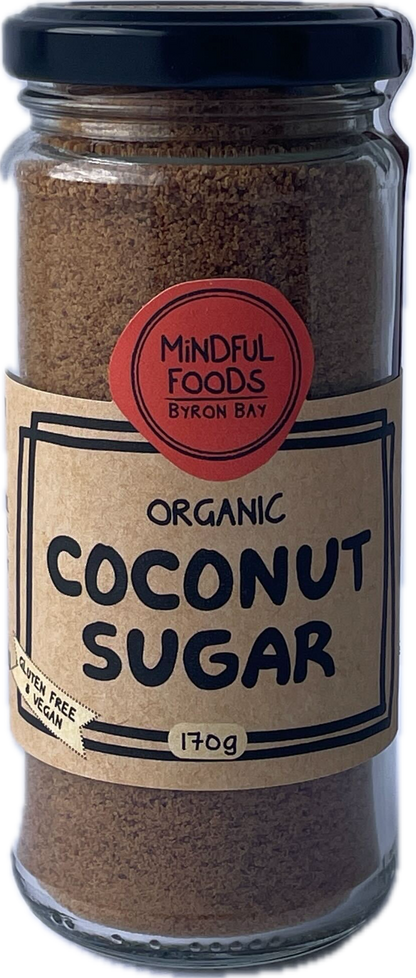 MiNDFUL
FOODS
BYRON BAY
ORGANIC
COCONUT
SUGAR
GLUTEN FREE
& VEGAN
170g